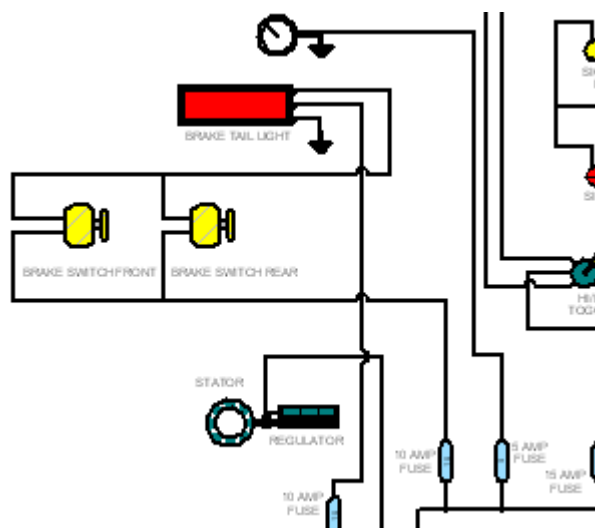 BRAKE TAIL LIGHT
BRAKE SWITCH FRONT
BRAKE SWITCH REAR
STATOR
REGULATOR
10 AMP
FUSE
5 AMP
FUSE
15 AMP
FUSE
10 AMP
FUSE